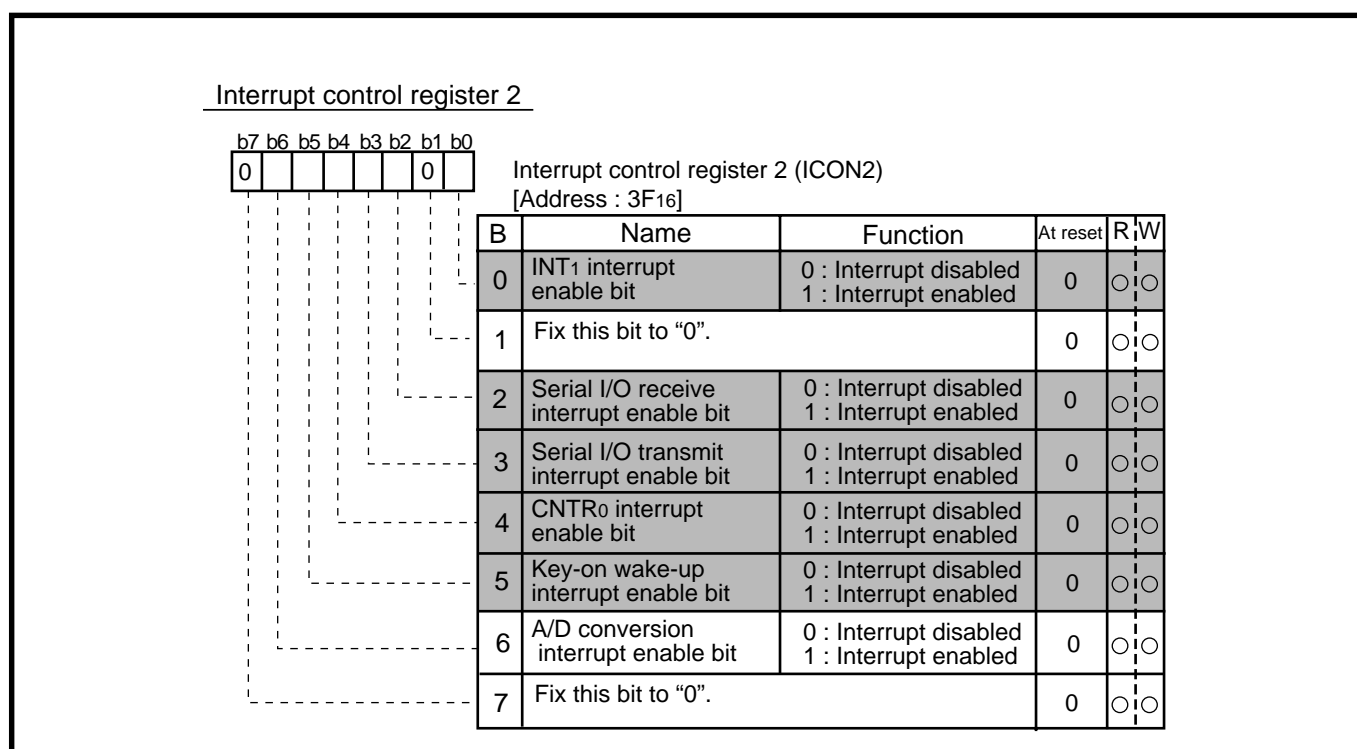 Interrupt control register 2
b7 b6 b5 b4 b3 b2 b1 b0
0 0
Interrupt control register 2 (ICON2)
[Address : 3F16]
B Name Function At reset R W
0 INT1 interrupt enable bit 0 : Interrupt disabled 1 : Interrupt enabled 0
1 Fix this bit to “0”. 0
2 Serial I/O receive interrupt enable bit 0 : Interrupt disabled 1 : Interrupt enabled 0
3 Serial I/O transmit interrupt enable bit 0 : Interrupt disabled 1 : Interrupt enabled 0
4 CNTR0 interrupt enable bit 0 : Interrupt disabled 1 : Interrupt enabled 0
5 Key-on wake-up interrupt enable bit 0 : Interrupt disabled 1 : Interrupt enabled 0
6 A/D conversion interrupt enable bit 0 : Interrupt disabled 1 : Interrupt enabled 0
7 Fix this bit to “0”. 0